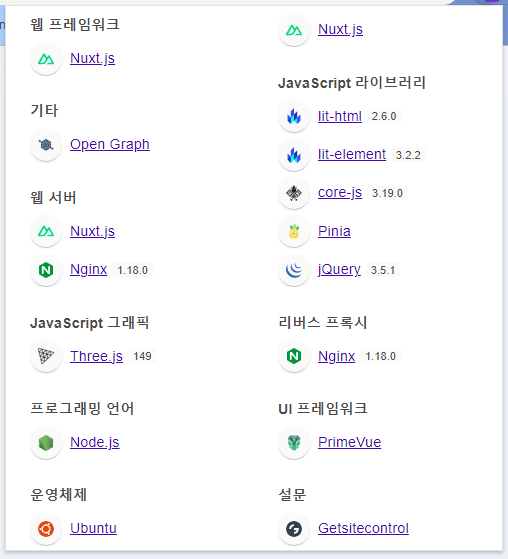 웹 프레임워크
Nuxt.js
기타
Open Graph
웹 서버
Nuxt.js
Nginx 1.18.0
JavaScript 그래픽
Three.js 149
프로그래밍 언어
Node.js
운영체제
Ubuntu
Nuxt.js
JavaScript 라이브러리
lit-html 2.6.0
lit-element 3.2.2
core-js 3.19.0
Pinia
jQuery 3.5.1
리버스 프록시
Nginx 1.18.0
UI 프레임워크
PrimeVue
설문
Getsitecontrol